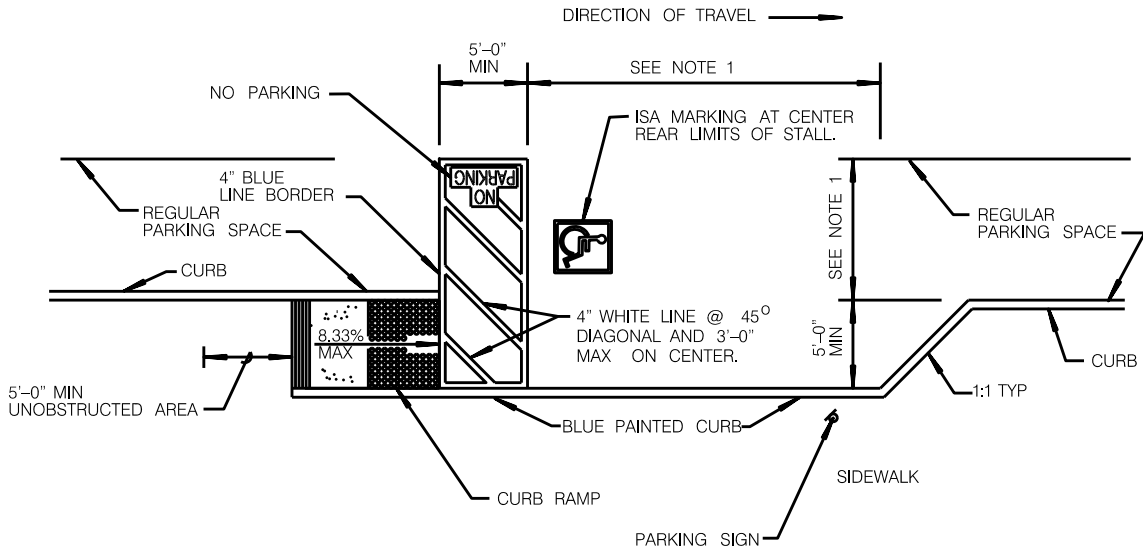 DIRECTION OF TRAVEL
5'-0"
MIN
SEE NOTE 1
NO PARKING
ISA MARKING AT CENTER
REAR LIMITS OF STALL.
4" BLUE
LINE BORDER
NO
PARKING
REGULAR
PARKING SPACE
SEE NOTE 1
REGULAR
PARKING SPACE
CURB
8.33%
MAX
4" WHITE LINE @ 45°
DIAGONAL AND 3'-0"
MAX ON CENTER.
5'-0"
MIN
CURB
5'-0" MIN
UNOBSTRUCTED AREA
1:1 TYP
BLUE PAINTED CURB
SIDEWALK
CURB RAMP
PARKING SIGN